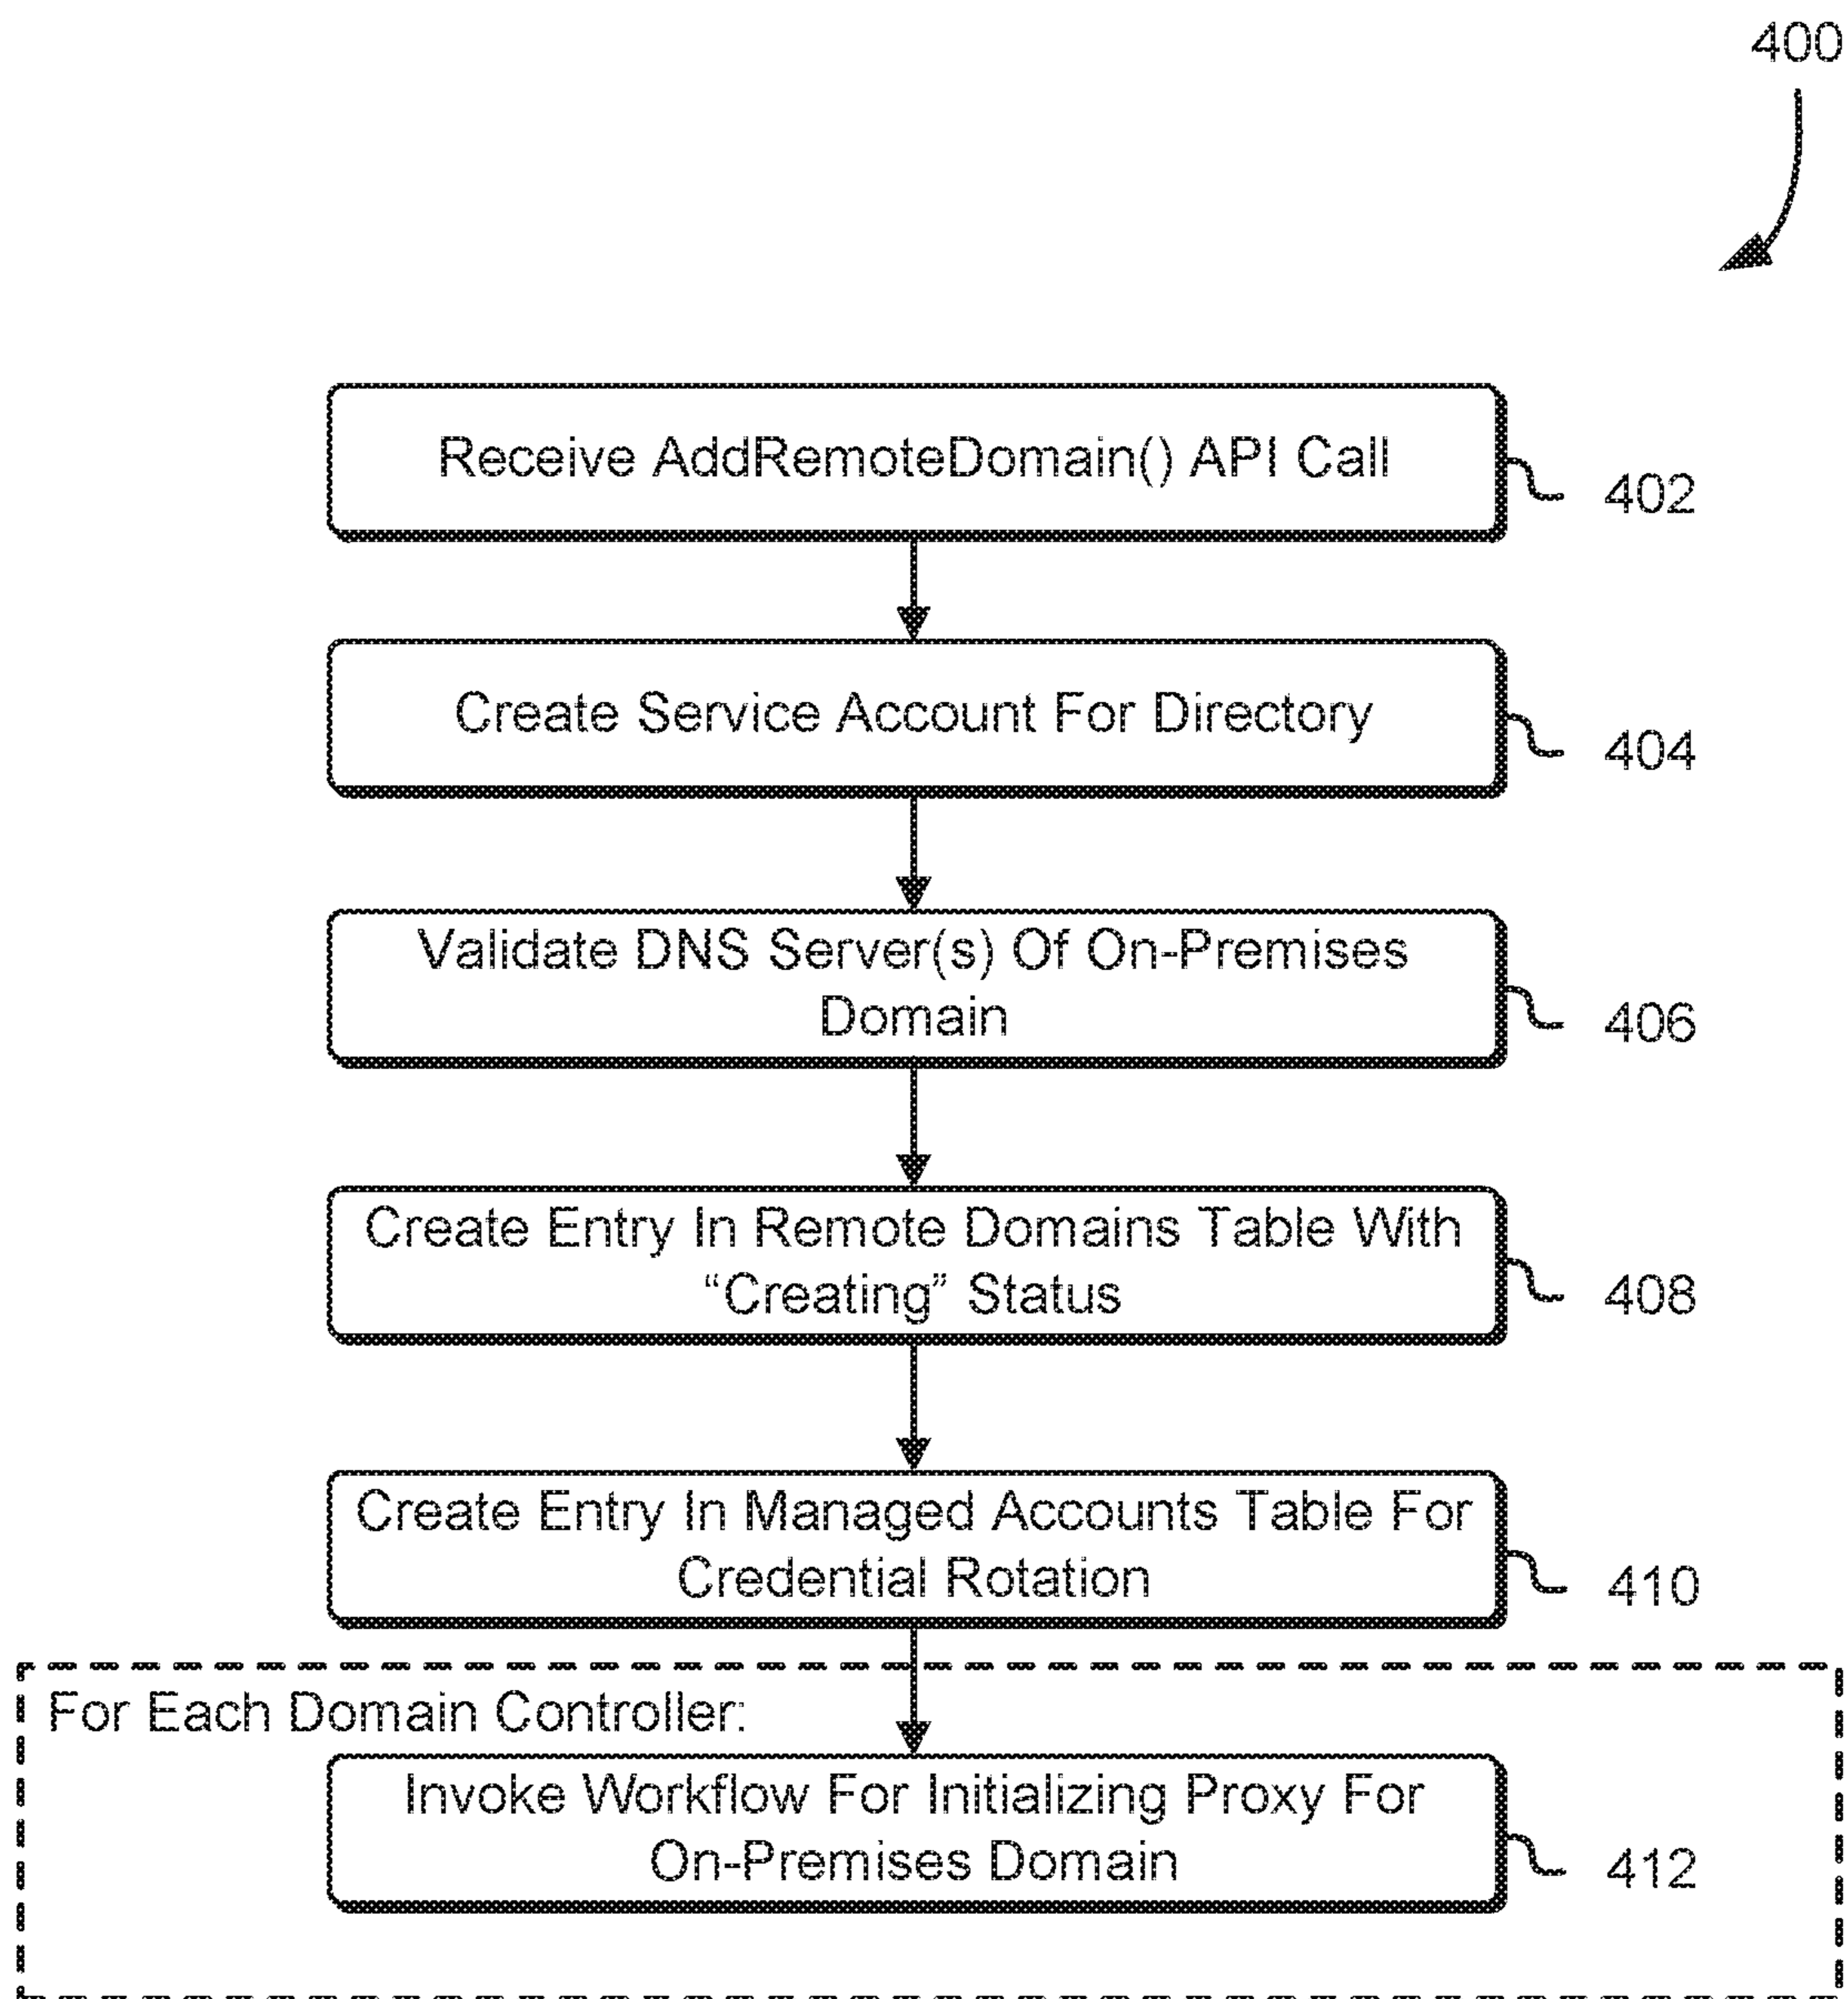 400
Receive AddRemoteDomain() API Call
402
Create Service Account For Directory
404
Validate DNS Server(s) Of On-Premises
Domain
406
Create Entry In Remote Domains Table With
“Creating” Status
408
Create Entry In Managed Accounts Table For
Credential Rotation
410
For Each Domain Controller:
Invoke Workflow For Initializing Proxy For
On-Premises Domain
412